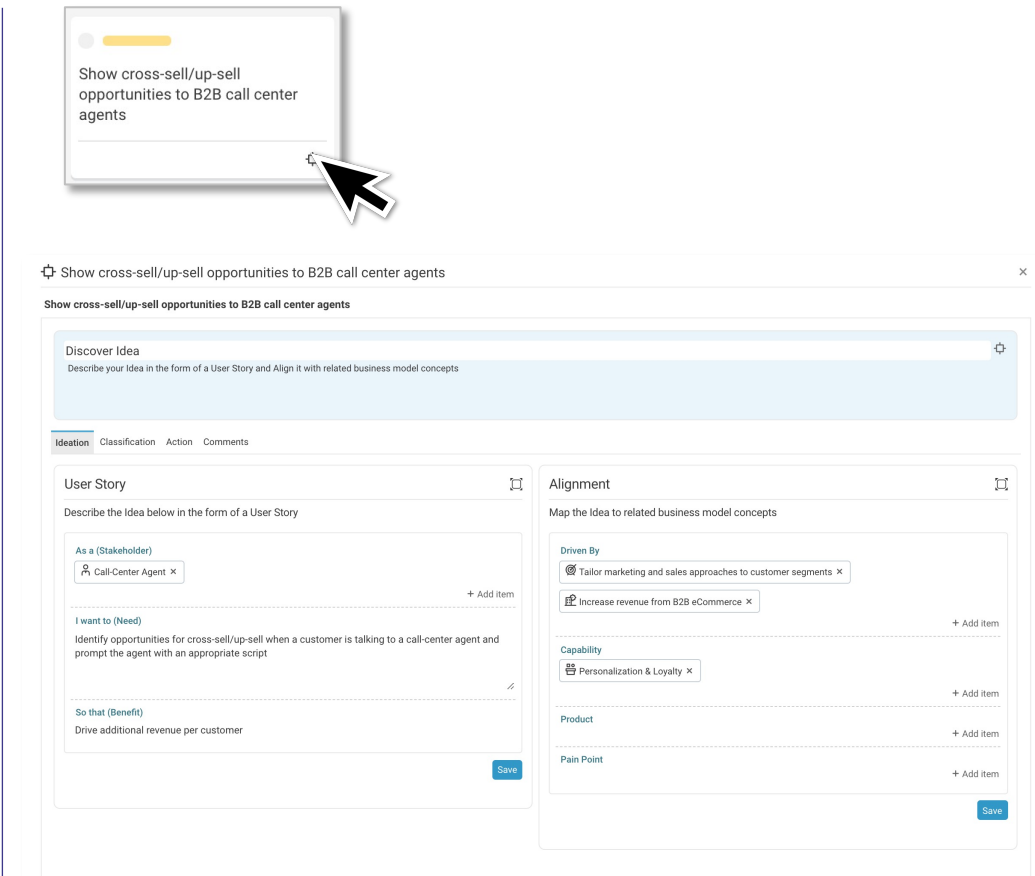 Show cross-sell/up-sell
opportunities to B2B call center
agents
Show cross-sell/up-sell opportunities to B2B call center agents
×
Show cross-sell/up-sell opportunities to B2B call center agents
Discover Idea
Describe your Idea in the form of a User Story and Align it with related business model concepts
Ideation Classification Action Comments
User Story
Describe the Idea below in the form of a User Story
As a (Stakeholder)
Call-Center Agent ×
+ Add item
I want to (Need)
Identify opportunities for cross-sell/up-sell when a customer is talking to a call-center agent and
prompt the agent with an appropriate script
So that (Benefit)
Drive additional revenue per customer
Save
Alignment
Map the Idea to related business model concepts
Driven By
Tailor marketing and sales approaches to customer segments ×
Increase revenue from B2B eCommerce ×
+ Add item
Capability
Personalization & Loyalty ×
+ Add item
Product
+ Add item
Pain Point
+ Add item
Save